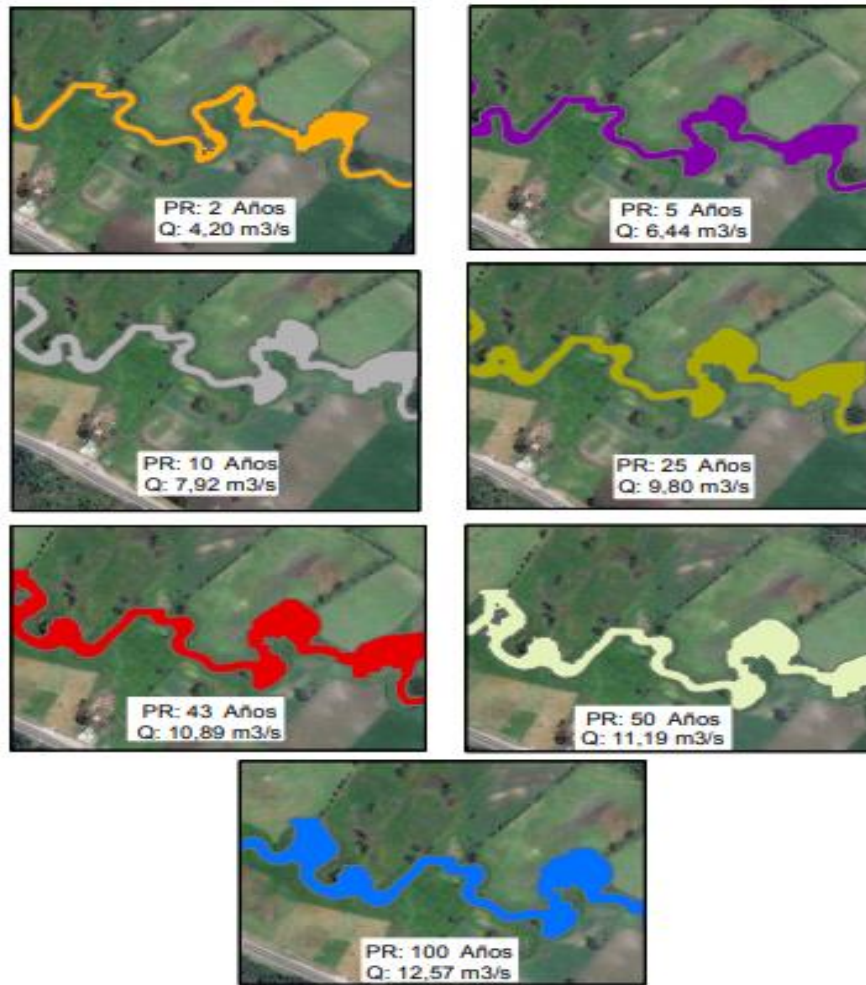 PR: 2 Años
Q: 4,20 m3/s
PR: 5 Años
Q: 6,44 m3/s
PR: 10 Años
Q: 7,92 m3/s
PR: 25 Años
Q: 9,80 m3/s
PR: 43 Años
Q: 10,89 m3/s
PR: 50 Años
Q: 11,19 m3/s
PR: 100 Años
Q: 12,57 m3/s